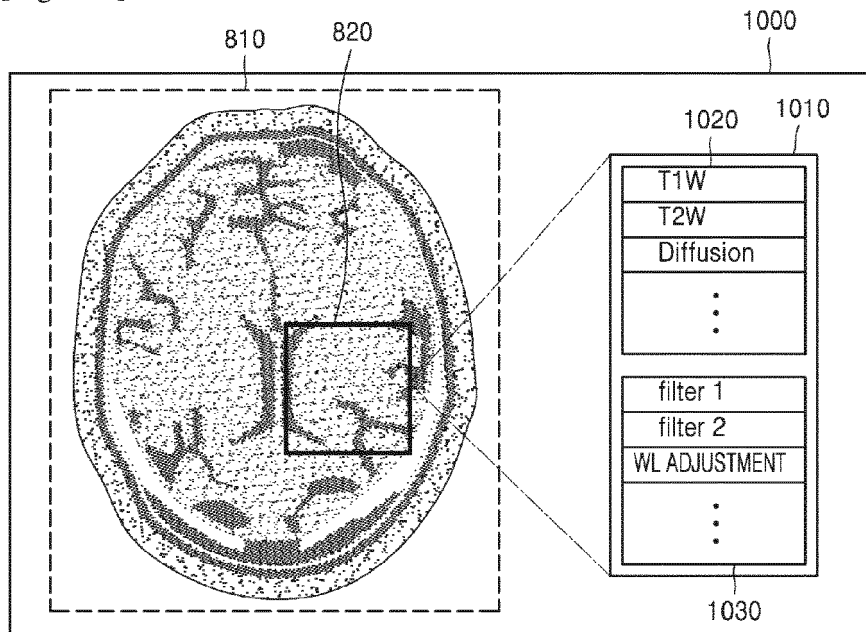 820
810
1000
1020
1010
T1W
T2W
Diffusion
filter 1
filter 2
WL ADJUSTMENT
1030